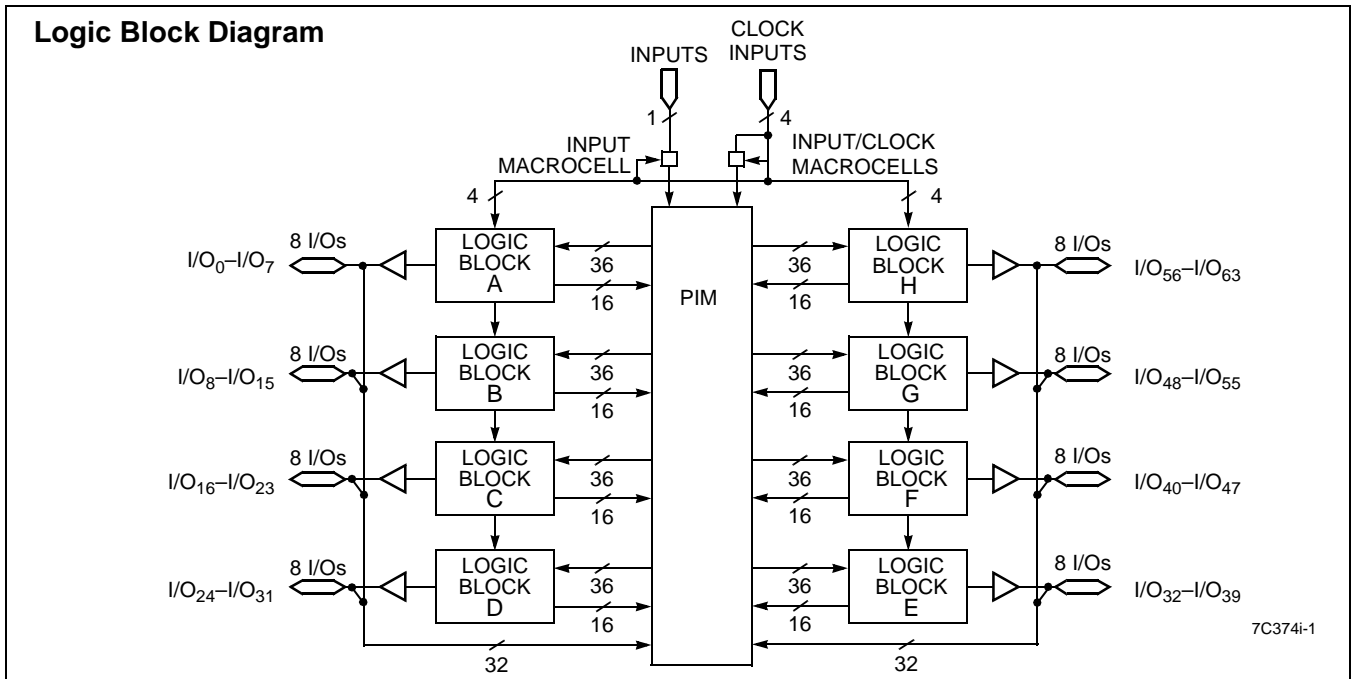 Logic Block Diagram
INPUTS
CLOCK
INPUTS
1
4
INPUT
MACROCELL
INPUT/CLOCK
MACROCELLS
4
4
I/O0–I/O7
8 I/Os
LOGIC
BLOCK
A
36
16
PIM
36
16
LOGIC
BLOCK
H
8 I/Os
I/O56–I/O63
I/O8–I/O15
8 I/Os
LOGIC
BLOCK
B
36
16
36
16
LOGIC
BLOCK
G
8 I/Os
I/O48–I/O55
I/O16–I/O23
8 I/Os
LOGIC
BLOCK
C
36
16
36
16
LOGIC
BLOCK
F
8 I/Os
I/O40–I/O47
I/O24–I/O31
8 I/Os
LOGIC
BLOCK
D
36
16
36
16
LOGIC
BLOCK
E
8 I/Os
I/O32–I/O39
32
32
7C374i-1